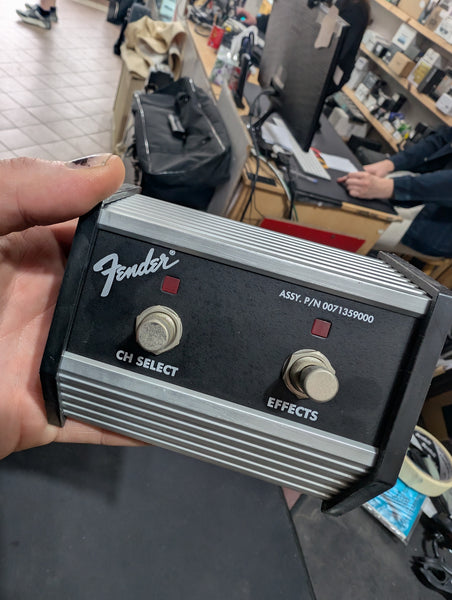 Fender®
ASSY. P/N 0071359000
CH SELECT
EFFECTS